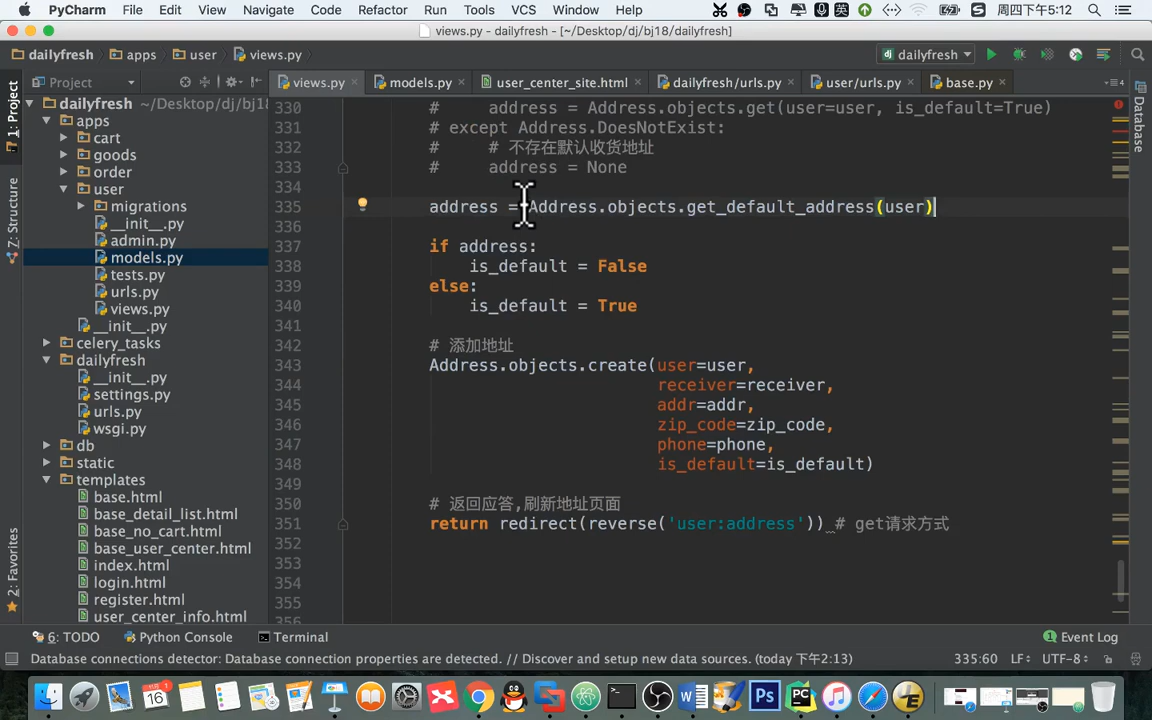 PyCharm File Edit View Navigate Code Refactor Run Tools VCS Window Help 英 周四下午5:12
views.py - dailyfresh - [~/Desktop/dj/bj18/dailyfresh]
dailyfresh apps user views.py dailyfresh
Project views.py models.py user_center_site.html dailyfresh/urls.py user/urls.py base.py
1: Project
7: Structure
2: Favorites
Database
dailyfresh ~/Desktop/dj/bj18
apps
cart
goods
order
user
migrations
__init__.py
admin.py
models.py
tests.py
urls.py
views.py
__init__.py
celery_tasks
dailyfresh
__init__.py
settings.py
urls.py
wsgi.py
db
static
templates
base.html
base_detail_list.html
base_no_cart.html
base_user_center.html
index.html
login.html
register.html
user_center_info.html
330 # address = Address.objects.get(user=user, is_default=True)
331 # except Address.DoesNotExist:
332 # # 不存在默认收货地址
333 # address = None
334
335 address = Address.objects.get_default_address(user)
336
337 if address:
338 is_default = False
339 else:
340 is_default = True
341
342 # 添加地址
343 Address.objects.create(user=user,
344 receiver=receiver,
345 addr=addr,
346 zip_code=zip_code,
347 phone=phone,
348 is_default=is_default)
349
350 # 返回应答,刷新地址页面
351 return redirect(reverse('user:address')) # get请求方式
352
353
354
355
6: TODO Python Console Terminal 1 Event Log
Database connections detector: Database connection properties are detected. // Discover and setup new data sources. (today 下午2:13) 335:60 LF÷ UTF-8÷
16 1 W Ps PC